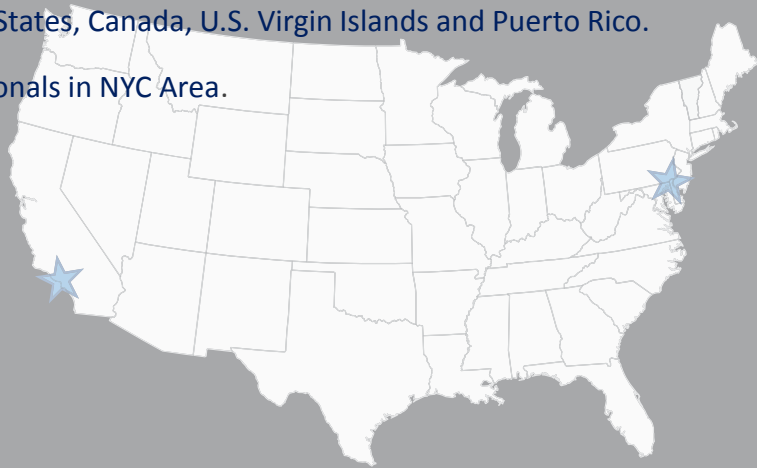 States, Canada, U.S. Virgin Islands and Puerto Rico.
onals in NYC Area.